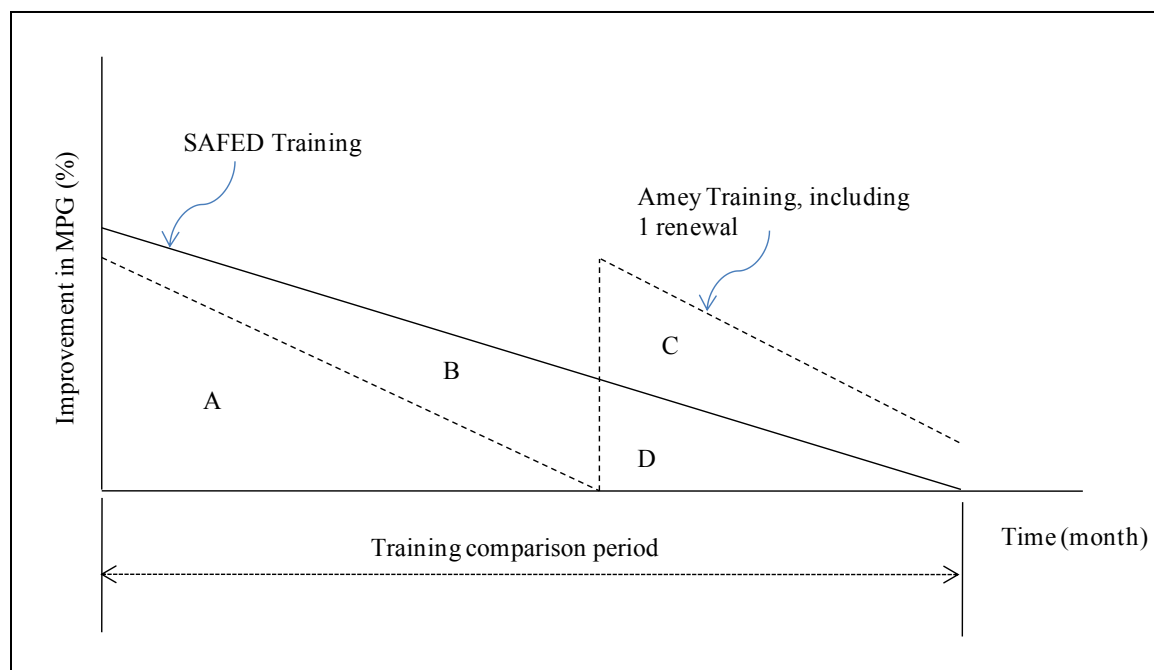 Improvement in MPG (%)
SAFED Training
Amey Training, including
1 renewal
A
B
C
D
Time (month)
Training comparison period